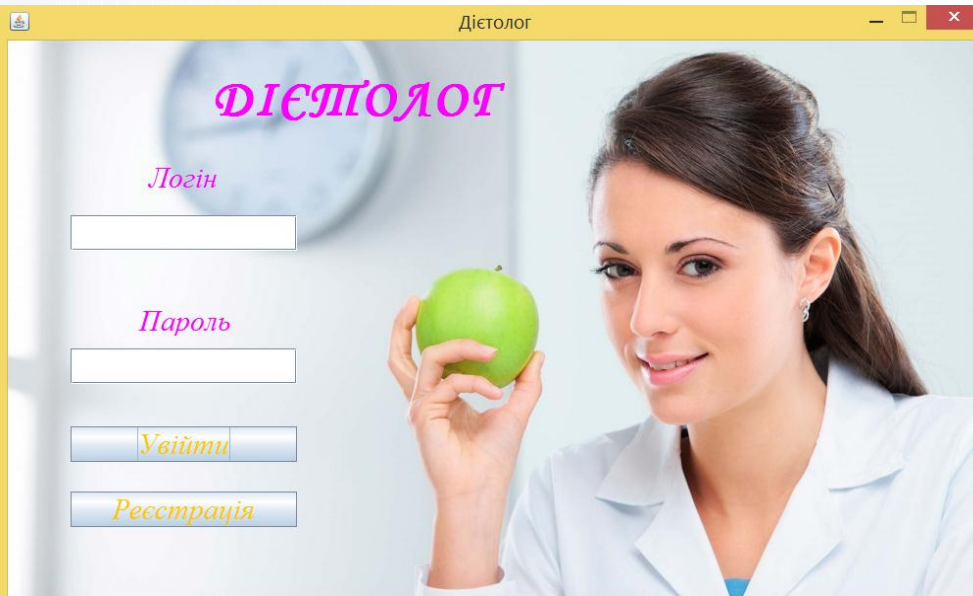 Дієтолог
ДІЄТОЛОГ
Логін
Пароль
Увійти
Реєстрація